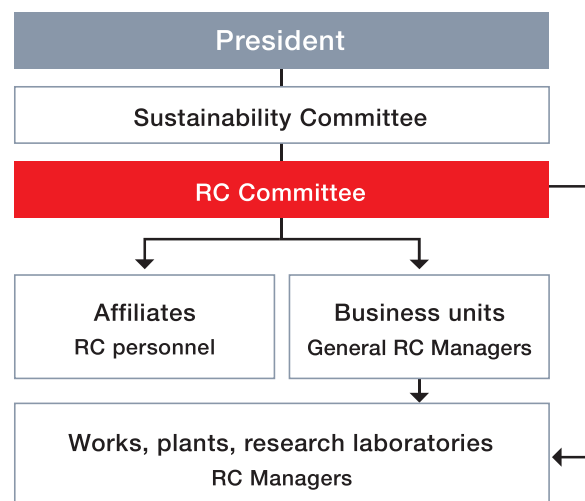 President
Sustainability Committee
RC Committee
Affiliates
RC personnel
Business units
General RC Managers
Works, plants, research laboratories
RC Managers